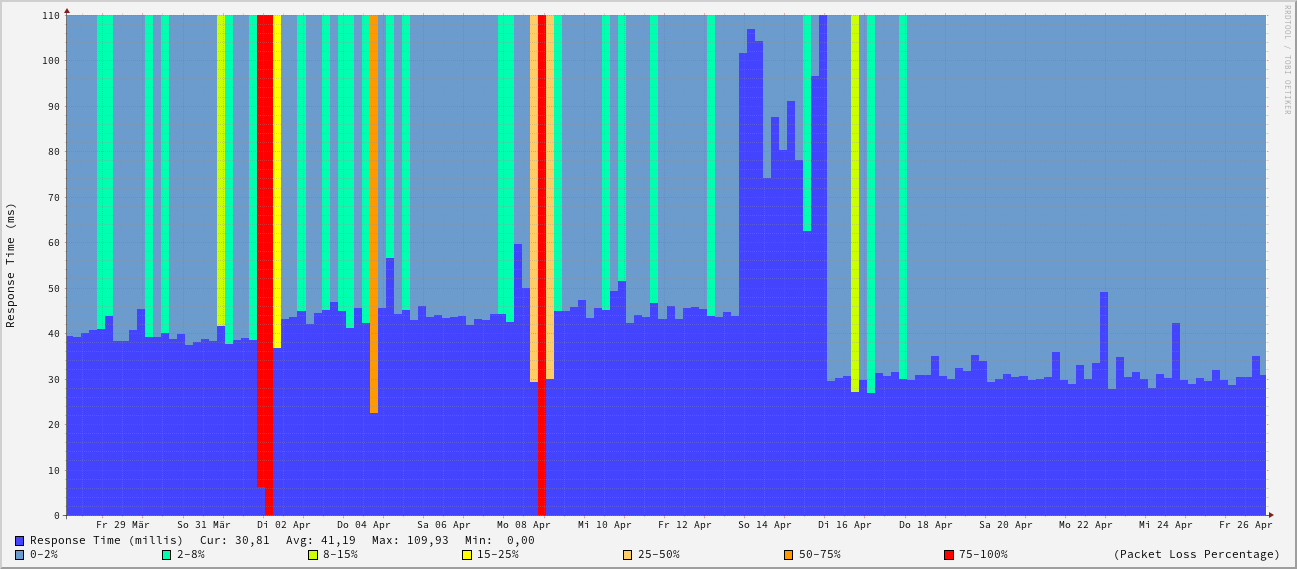 RRDTOOL / TOBI OETIKER
Response Time (ms)
110
100
90
80
70
60
50
40
30
20
10
0
Fr 29 Mär So 31 Mär Di 02 Apr Do 04 Apr Sa 06 Apr Mo 08 Apr Mi 10 Apr Fr 12 Apr So 14 Apr Di 16 Apr Do 18 Apr Sa 20 Apr Mo 22 Apr Mi 24 Apr Fr 26 Apr
Response Time (millis) Cur: 30,81 Avg: 41,19 Max: 109,93 Min: 0,00
0-2% 2-8% 8-15% 15-25% 25-50% 50-75% 75-100% (Packet Loss Percentage)